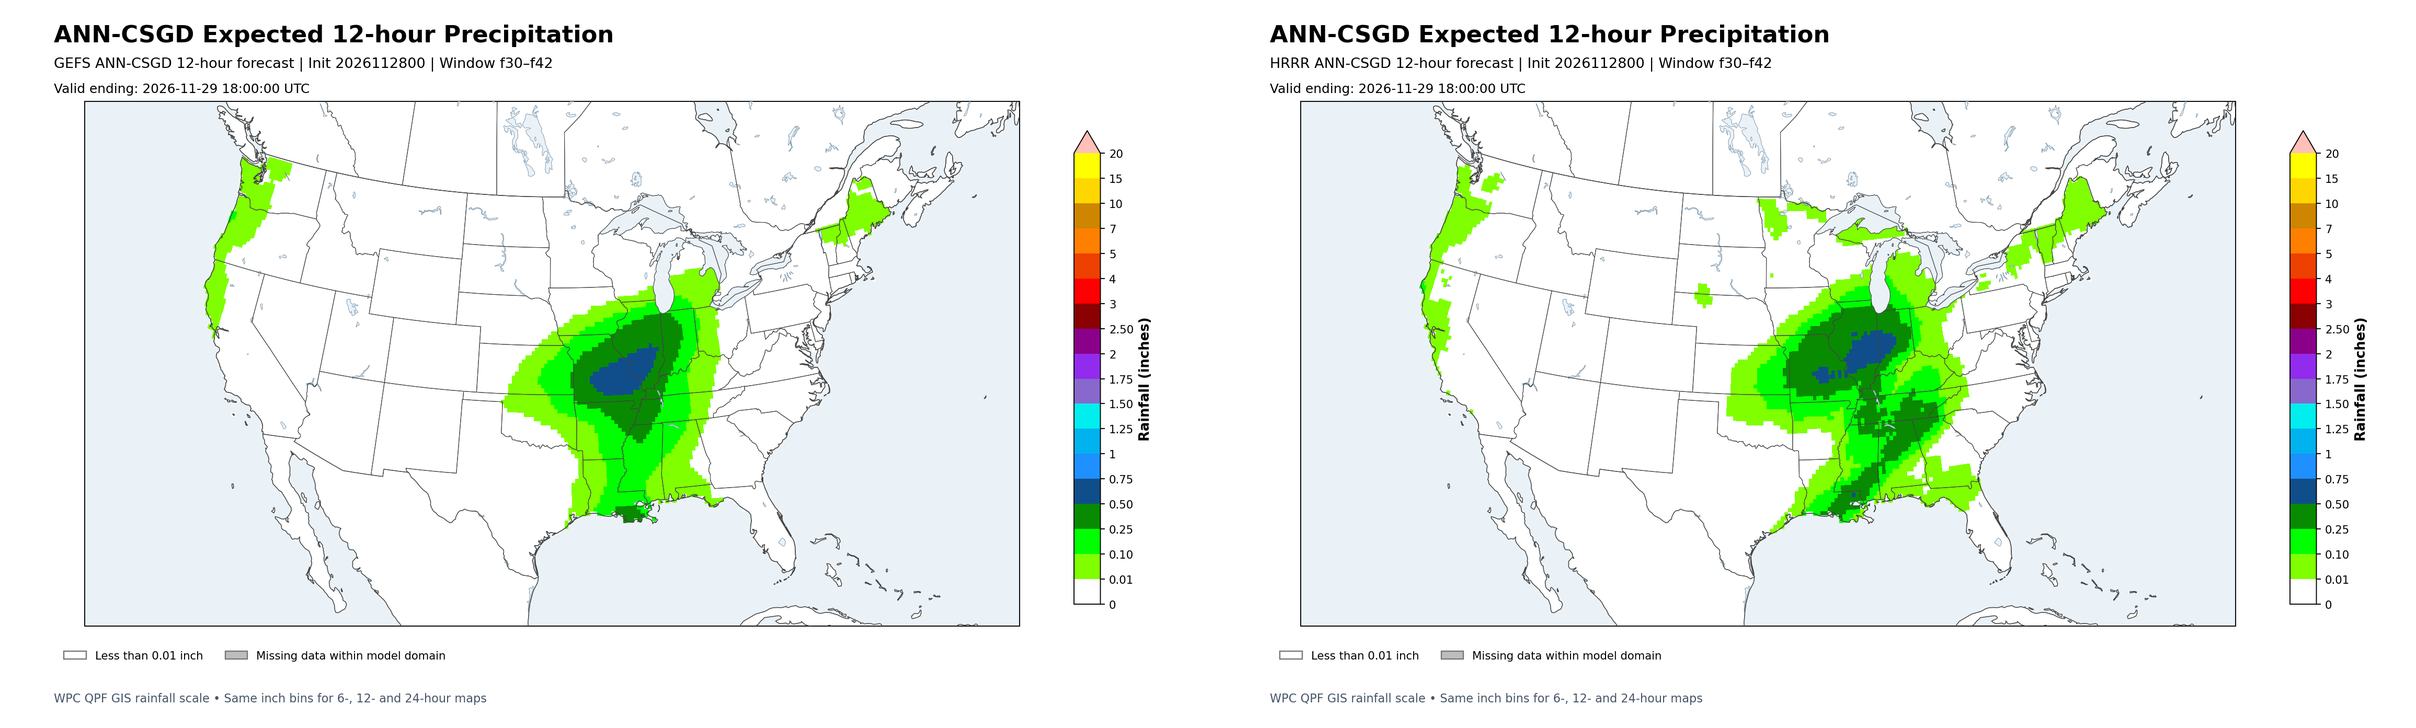 ANN-CSGD Expected 12-hour Precipitation
GEFS ANN-CSGD 12-hour forecast | Init 2026112800 | Window f30–f42
Valid ending: 2026-11-29 18:00:00 UTC
20
15
10
7
5
4
3
2.50
2
1.75
1.50
1.25
1
0.75
0.50
0.25
0.10
0.01
0
Rainfall (inches)
Less than 0.01 inch
Missing data within model domain
WPC QPF GIS rainfall scale • Same inch bins for 6-, 12- and 24-hour maps
ANN-CSGD Expected 12-hour Precipitation
HRRR ANN-CSGD 12-hour forecast | Init 2026112800 | Window f30–f42
Valid ending: 2026-11-29 18:00:00 UTC
20
15
10
7
5
4
3
2.50
2
1.75
1.50
1.25
1
0.75
0.50
0.25
0.10
0.01
0
Rainfall (inches)
Less than 0.01 inch
Missing data within model domain
WPC QPF GIS rainfall scale • Same inch bins for 6-, 12- and 24-hour maps